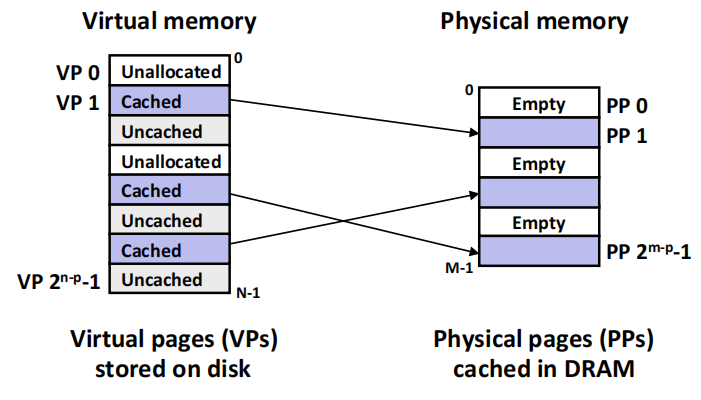 Virtual memory
Physical memory
0
VP 0 Unallocated
VP 1 Cached
Uncached
Unallocated
Cached
Uncached
Cached
VP 2ⁿ⁻ᵖ-1 Uncached
N-1
0
Empty PP 0
PP 1
Empty
Empty
PP 2ᵐ⁻ᵖ-1
M-1
Virtual pages (VPs)
stored on disk
Physical pages (PPs)
cached in DRAM